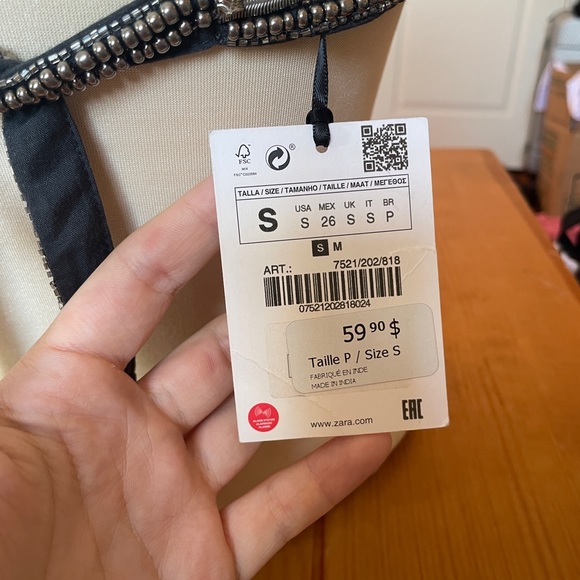 FSC
TALLA / SIZE / TAMANHO / TAILLE / MAAT / ΜΕΓΕΘΟΣ
S
USA MEX UK IT BR
S 26 S S P
S M
ART.: 7521/202/818
07521202818024
59 90 $
Taille P / Size S
FABRIQUÉ EN INDE
MADE IN INDIA
www.zara.com
EAC